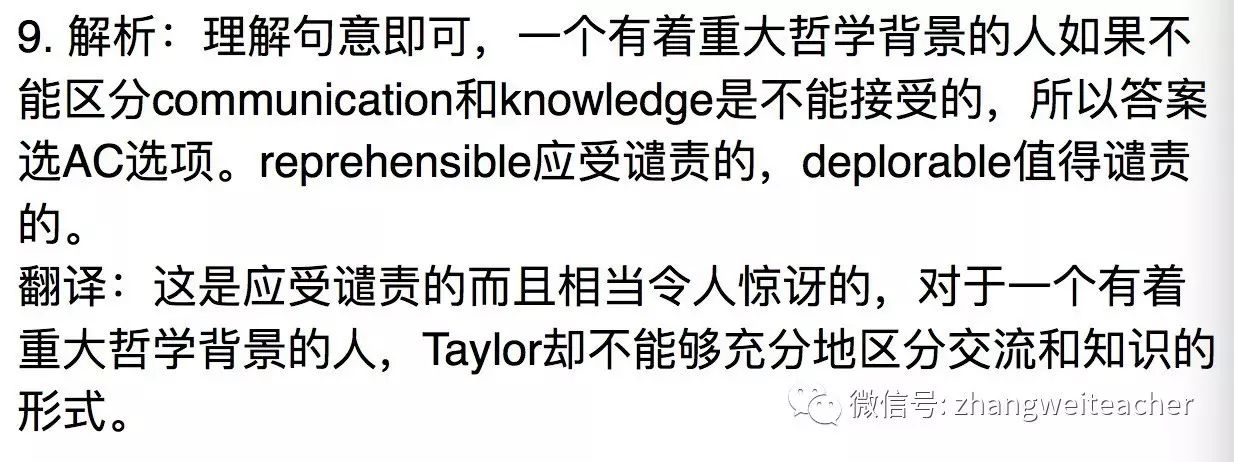 9. 解析：理解句意即可，一个有着重大哲学背景的人如果不
能区分communication和knowledge是不能接受的，所以答案
选AC选项。reprehensible应受谴责的，deplorable值得谴责
的。
翻译：这是应受谴责的而且相当令人惊讶的，对于一个有着
重大哲学背景的人，Taylor却不能够充分地区分交流和知识的
形式。
微信号: zhangweiteacher